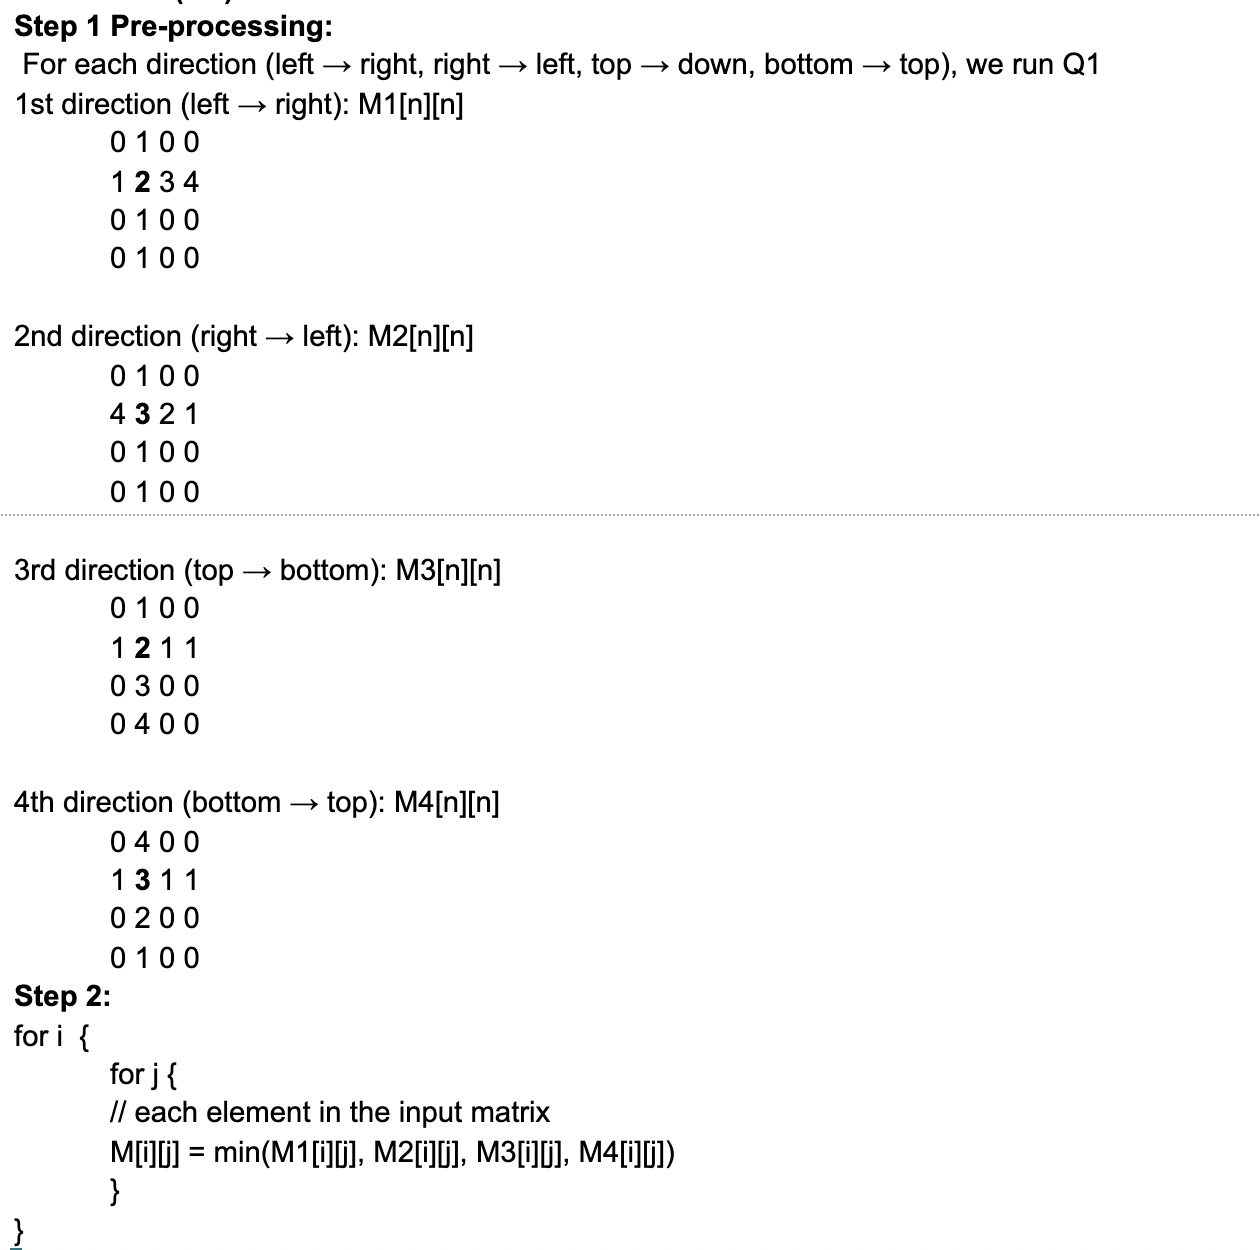 Step 1 Pre-processing:
For each direction (left → right, right → left, top → down, bottom → top), we run Q1
1st direction (left → right): M1[n][n]
0 1 0 0
1 2 3 4
0 1 0 0
0 1 0 0
2nd direction (right → left): M2[n][n]
0 1 0 0
4 3 2 1
0 1 0 0
0 1 0 0
3rd direction (top → bottom): M3[n][n]
0 1 0 0
1 2 1 1
0 3 0 0
0 4 0 0
4th direction (bottom → top): M4[n][n]
0 4 0 0
1 3 1 1
0 2 0 0
0 1 0 0
Step 2:
for i {
for j {
// each element in the input matrix
M[i][j] = min(M1[i][j], M2[i][j], M3[i][j], M4[i][j])
}
}